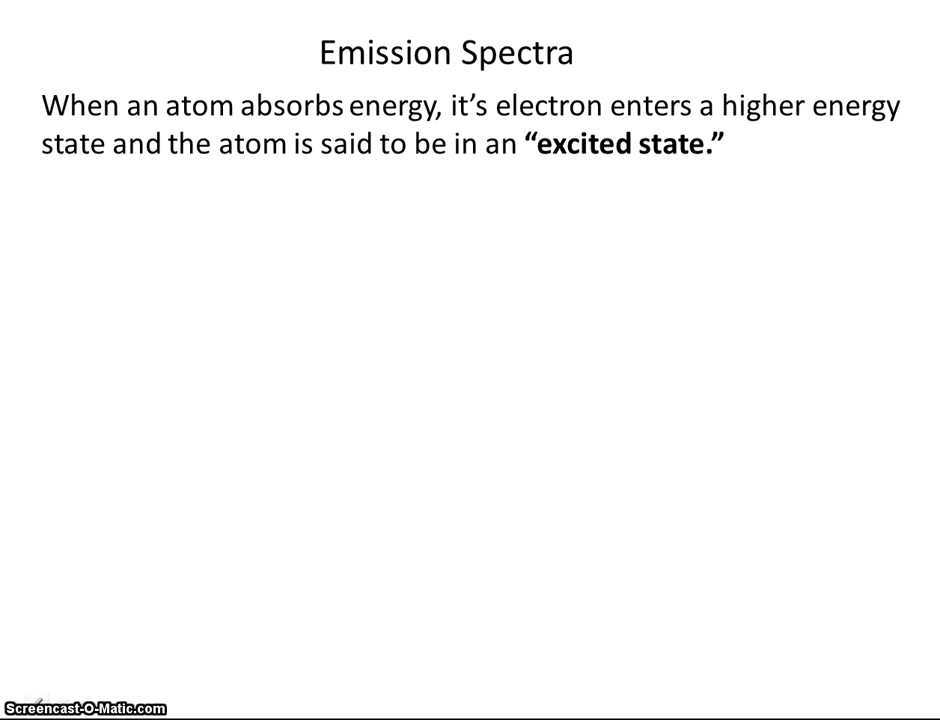 Emission Spectra
When an atom absorbs energy, it’s electron enters a higher energy
state and the atom is said to be in an “excited state.”
Screencast-O-Matic.com